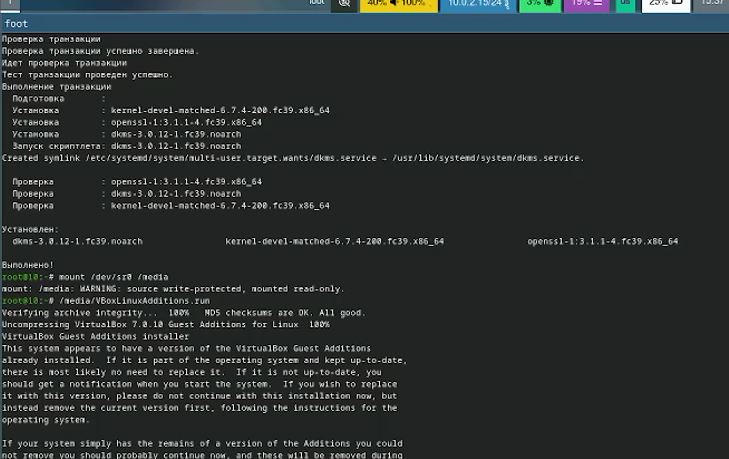 foot
40% 100%
10.0.2.15/24
3%
19%
us
25%
15:37
foot
Проверка транзакции
Проверка транзакции успешно завершена.
Идет проверка транзакции
Тест транзакции проведен успешно.
Выполнение транзакции
Подготовка :
Установка : kernel-devel-matched-6.7.4-200.fc39.x86_64
Установка : openssl-1:3.1.1-4.fc39.x86_64
Установка : dkms-3.0.12-1.fc39.noarch
Запуск скриптлета: dkms-3.0.12-1.fc39.noarch
Created symlink /etc/systemd/system/multi-user.target.wants/dkms.service → /usr/lib/systemd/system/dkms.service.
Проверка : openssl-1:3.1.1-4.fc39.x86_64
Проверка : dkms-3.0.12-1.fc39.noarch
Проверка : kernel-devel-matched-6.7.4-200.fc39.x86_64
Установлен:
dkms-3.0.12-1.fc39.noarch kernel-devel-matched-6.7.4-200.fc39.x86_64 openssl-1:3.1.1-4.fc39.x86_64
Выполнено!
root@10:~# mount /dev/sr0 /media
mount: /media: WARNING: source write-protected, mounted read-only.
root@10:~# /media/VBoxLinuxAdditions.run
Verifying archive integrity... 100% MD5 checksums are OK. All good.
Uncompressing VirtualBox 7.0.10 Guest Additions for Linux 100%
VirtualBox Guest Additions installer
This system appears to have a version of the VirtualBox Guest Additions
already installed. If it is part of the operating system and kept up-to-date,
there is most likely no need to replace it. If it is not up-to-date, you
should get a notification when you start the system. If you wish to replace
it with this version, please do not continue with this installation now, but
instead remove the current version first, following the instructions for the
operating system.
If your system simply has the remains of a version of the Additions you could
not remove you should probably continue now, and these will be removed during